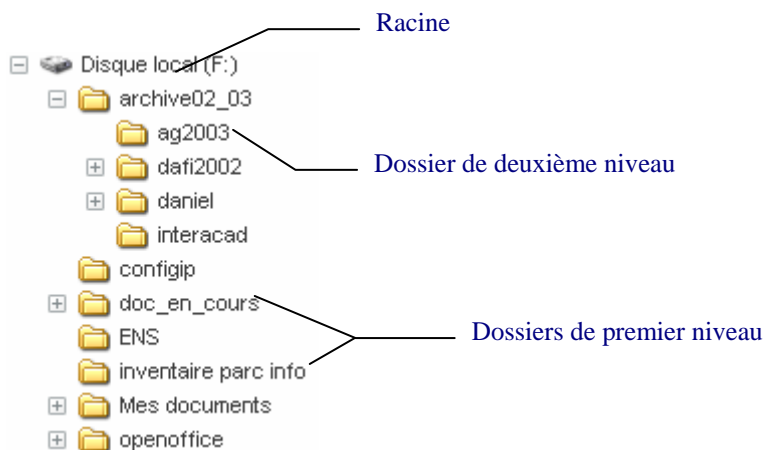 Racine
Disque local (F:)
archive02_03
ag2003
Dossier de deuxième niveau
dafi2002
daniel
interacad
configip
doc_en_cours
ENS
Dossiers de premier niveau
inventaire parc info
Mes documents
openoffice